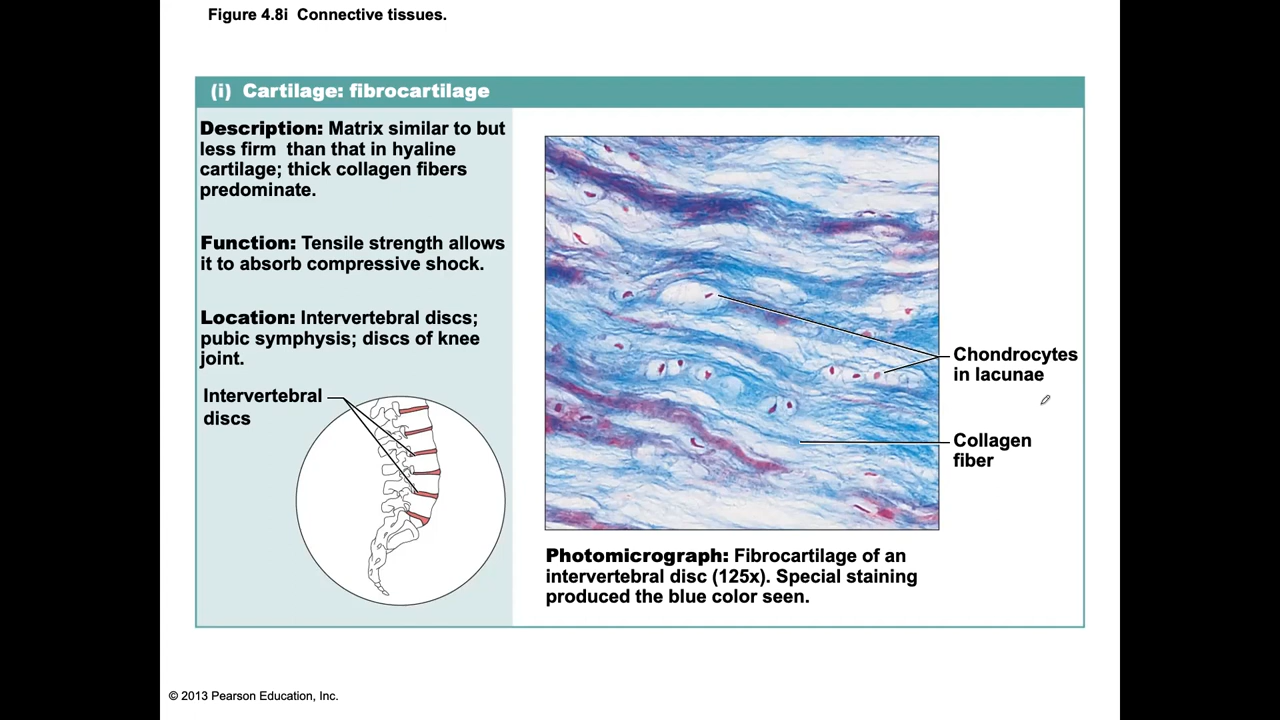 Figure 4.8i Connective tissues.
(i) Cartilage: fibrocartilage
Description: Matrix similar to but
less firm than that in hyaline
cartilage; thick collagen fibers
predominate.
Function: Tensile strength allows
it to absorb compressive shock.
Location: Intervertebral discs;
pubic symphysis; discs of knee
joint.
Intervertebral
discs
Chondrocytes
in lacunae
Collagen
fiber
Photomicrograph: Fibrocartilage of an
intervertebral disc (125x). Special staining
produced the blue color seen.
© 2013 Pearson Education, Inc.